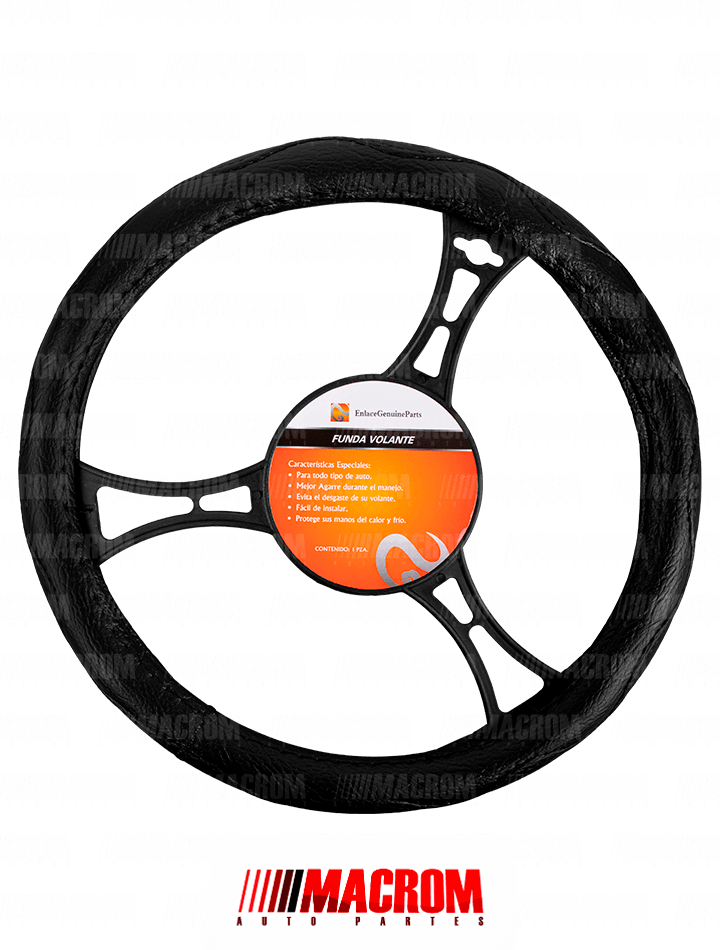 EnlaceGenuineParts
FUNDA VOLANTE
Características Especiales:
• Para todo tipo de auto.
• Mejor Agarre durante el manejo.
• Evita el desgaste de su volante.
• Fácil de instalar.
• Protege sus manos del calor y frío.
CONTENIDO: 1 PZA.
MACROM
AUTO PARTES